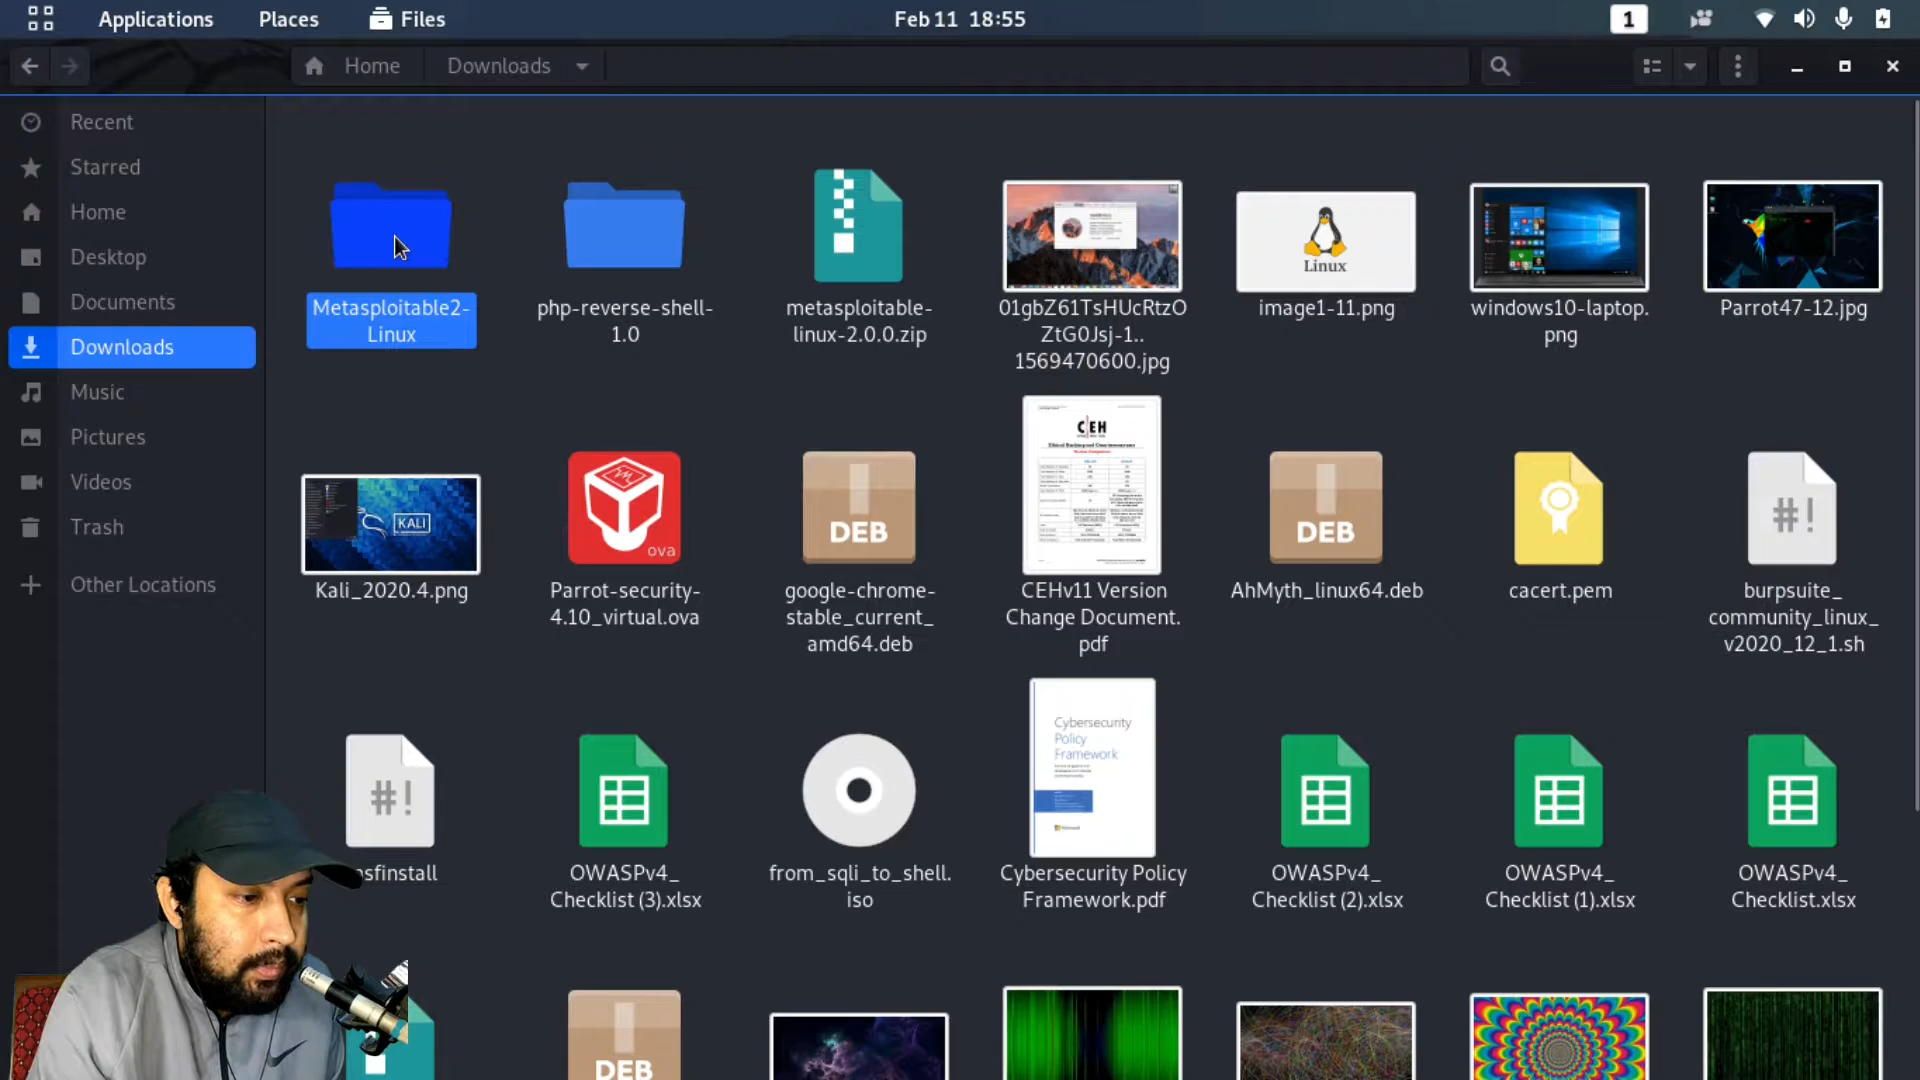 Applications
Places
Files
Feb 11 18:55
1
Home
Downloads
Recent
Starred
Home
Desktop
Documents
Downloads
Music
Pictures
Videos
Trash
Other Locations
Metasploitable2-
Linux
php-reverse-shell-
1.0
metasploitable-
linux-2.0.0.zip
01gbZ61TsHUcRtzO
ZtG0Jsj-1..
1569470600.jpg
Linux
image1-11.png
windows10-laptop.
png
Parrot47-12.jpg
KALI
Kali_2020.4.png
ova
Parrot-security-
4.10_virtual.ova
DEB
google-chrome-
stable_current_
amd64.deb
CEH
CEHv11 Version
Change Document.
pdf
DEB
AhMyth_linux64.deb
cacert.pem
#!
burpsuite_
community_linux_
v2020_12_1.sh
#!
sfinstall
OWASPv4_
Checklist (3).xlsx
from_sqli_to_shell.
iso
Cybersecurity
Policy
Framework
Microsoft
Cybersecurity Policy
Framework.pdf
OWASPv4_
Checklist (2).xlsx
OWASPv4_
Checklist (1).xlsx
OWASPv4_
Checklist.xlsx
DEB